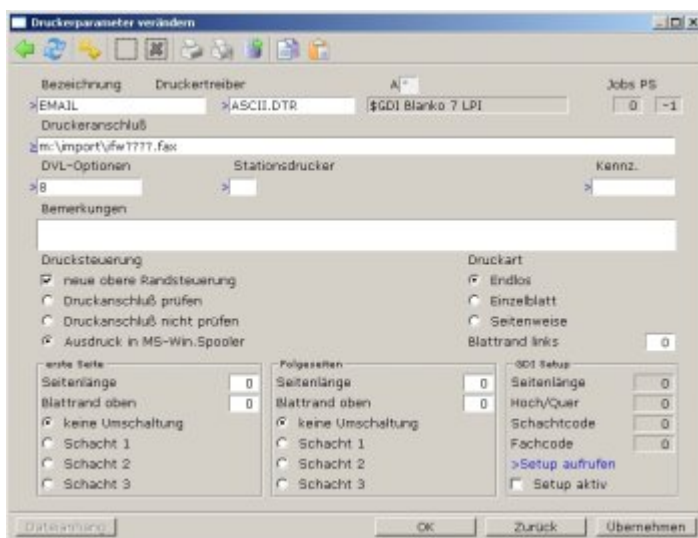 Druckerparameter verändern
Bezeichnung Druckertreiber A Jobs PS
>EMAIL >ASCII.DTR * $GDI Blanko 7 LPI 0 -1
Druckeranschluß
>m:\import\ifw????.fax
DVL-Optionen Stationsdrucker Kennz.
>8 > >
Bemerkungen
Drucksteuerung Druckart
neue obere Randsteuerung Endlos
Druckanschluß prüfen Einzelblatt
Druckanschluß nicht prüfen Seitenweise
Ausdruck in MS-Win.Spooler Blattrand links 0
erste Seite Folgeseiten GDI Setup
Seitenlänge 0 Seitenlänge 0 Seitenlänge 0
Blattrand oben 0 Blattrand oben 0 Hoch/Quer 0
keine Umschaltung keine Umschaltung Schachtcode 0
Schacht 1 Schacht 1 Fachcode 0
Schacht 2 Schacht 2 >Setup aufrufen
Schacht 3 Schacht 3 Setup aktiv
Dateianhang OK Zurück Übernehmen